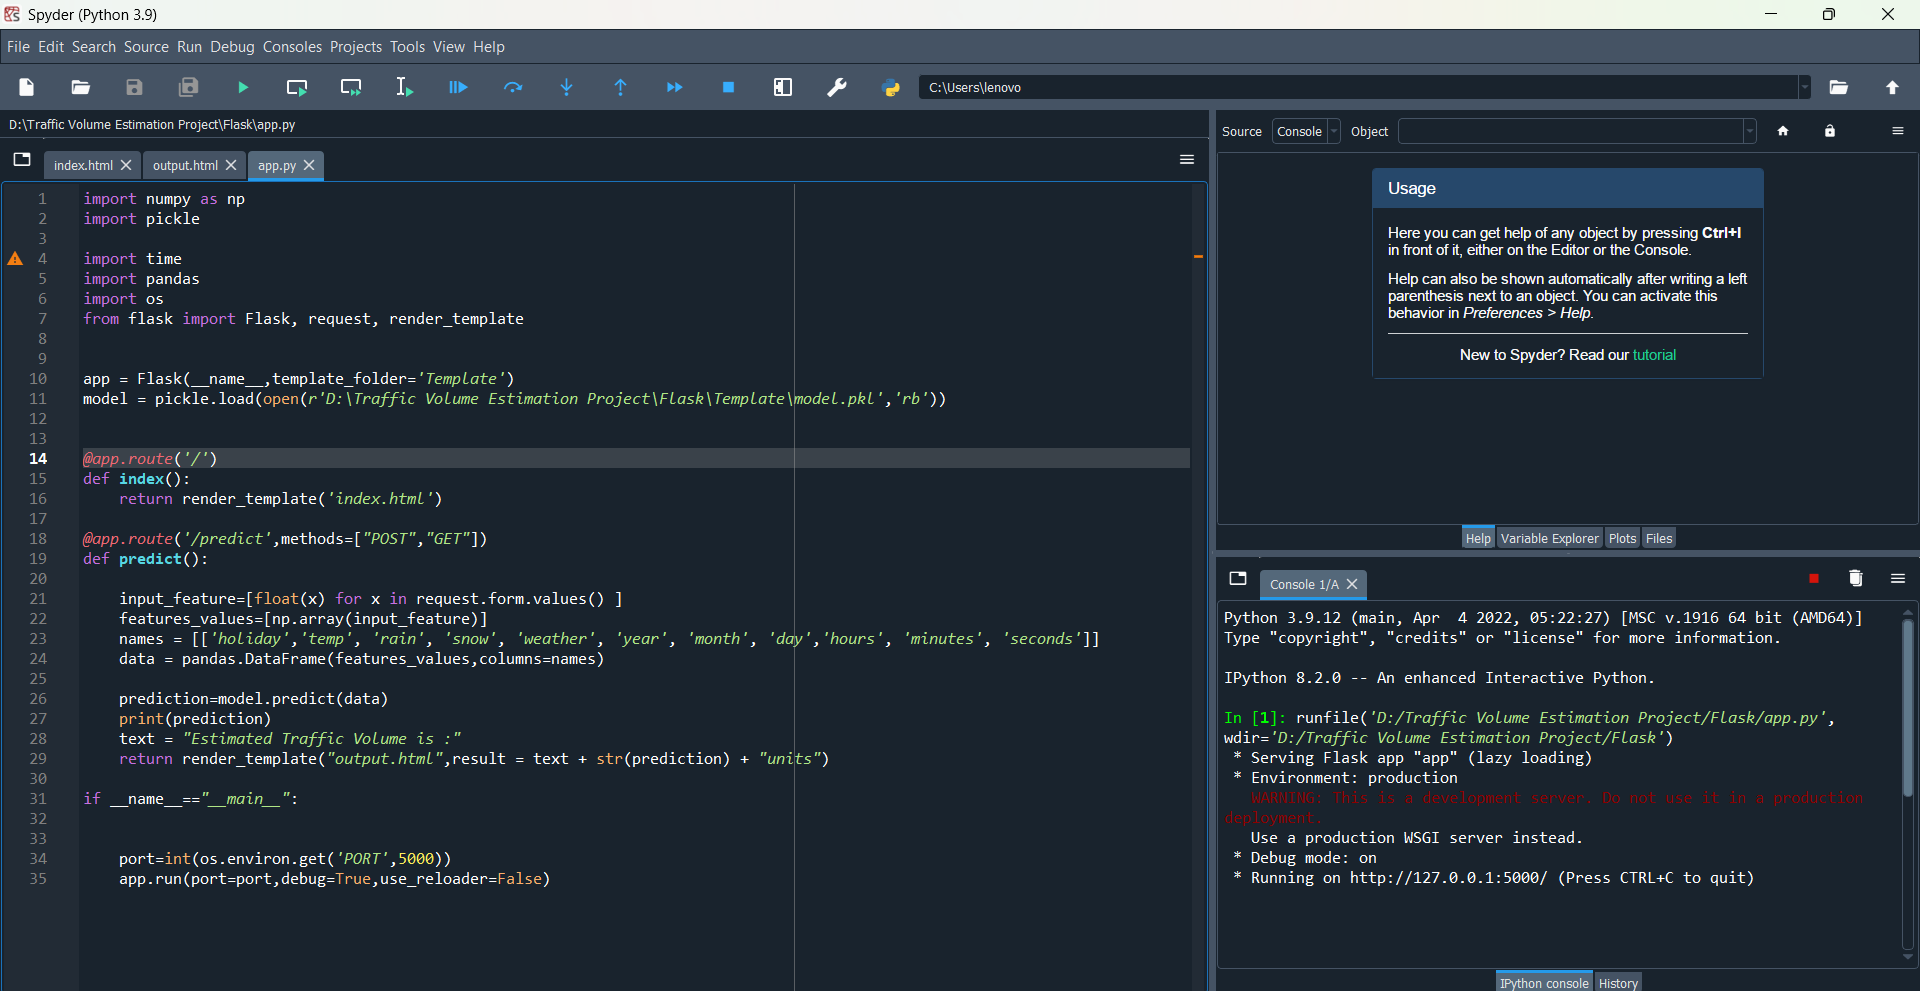 Spyder (Python 3.9)
File Edit Search Source Run Debug Consoles Projects Tools View Help
C:\Users\lenovo
D:\Traffic Volume Estimation Project\Flask\app.py
index.html
output.html
app.py
1 import numpy as np
2 import pickle
3
4 import time
5 import pandas
6 import os
7 from flask import Flask, request, render_template
8
9
10 app = Flask(__name__,template_folder='Template')
11 model = pickle.load(open(r'D:\Traffic Volume Estimation Project\Flask\Template\model.pkl','rb'))
12
13
14 @app.route('/')
15 def index():
16     return render_template('index.html')
17
18 @app.route('/predict',methods=["POST","GET"])
19 def predict():
20
21     input_feature=[float(x) for x in request.form.values() ]
22     features_values=[np.array(input_feature)]
23     names = [['holiday','temp', 'rain', 'snow', 'weather', 'year', 'month', 'day','hours', 'minutes', 'seconds']]
24     data = pandas.DataFrame(features_values,columns=names)
25
26     prediction=model.predict(data)
27     print(prediction)
28     text = "Estimated Traffic Volume is :"
29     return render_template("output.html",result = text + str(prediction) + "units")
30
31 if __name__=="__main__":
32
33
34     port=int(os.environ.get('PORT',5000))
35     app.run(port=port,debug=True,use_reloader=False)
Source Console Object
Usage
Here you can get help of any object by pressing Ctrl+I
in front of it, either on the Editor or the Console.
Help can also be shown automatically after writing a left
parenthesis next to an object. You can activate this
behavior in Preferences > Help.
New to Spyder? Read our tutorial
Help Variable Explorer Plots Files
Console 1/A
Python 3.9.12 (main, Apr  4 2022, 05:22:27) [MSC v.1916 64 bit (AMD64)]
Type "copyright", "credits" or "license" for more information.
IPython 8.2.0 -- An enhanced Interactive Python.
In [1]: runfile('D:/Traffic Volume Estimation Project/Flask/app.py',
wdir='D:/Traffic Volume Estimation Project/Flask')
* Serving Flask app "app" (lazy loading)
* Environment: production
WARNING: This is a development server. Do not use it in a production
deployment.
Use a production WSGI server instead.
* Debug mode: on
* Running on http://127.0.0.1:5000/ (Press CTRL+C to quit)
IPython console History